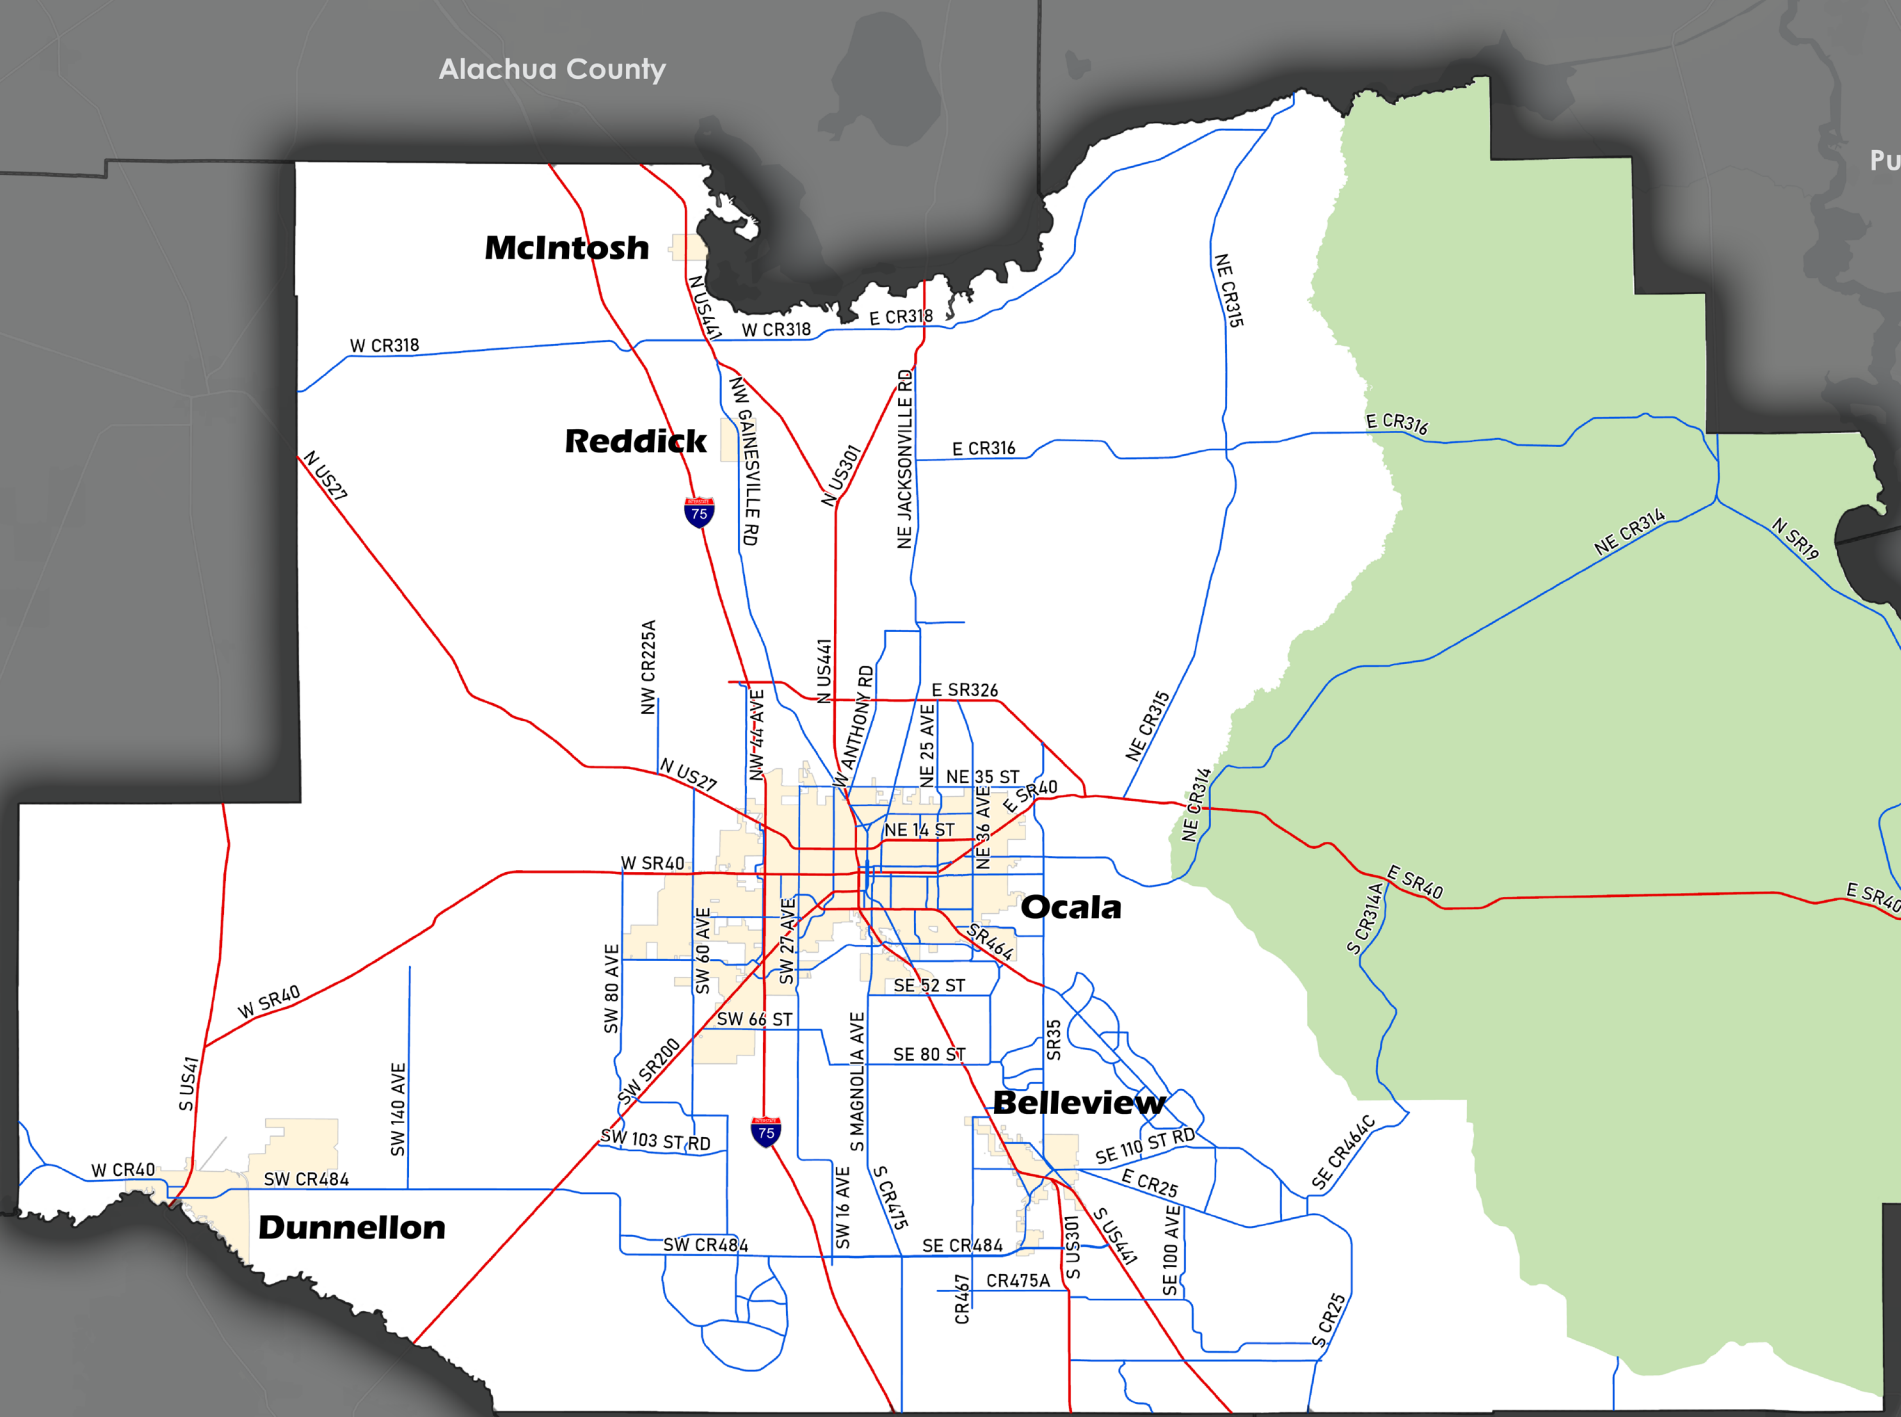 Alachua County
Pu
McIntosh
N US441
W CR318
W CR318
E CR318
NE CR315
Reddick
NW GAINESVILLE RD
N US301
NE JACKSONVILLE RD
E CR316
E CR316
N US27
75
NE CR314
N SR19
NW CR225A
N US441
W ANTHONY RD
E SR326
NE CR315
NW 44 AVE
NE 25 AVE
N US27
NE 35 ST
E SR40
NE CR314
NE 14 ST
NE 36 AVE
W SR40
E SR40
E SR40
Ocala
S CR314A
SW 60 AVE
SW 27 AVE
SR464
SW 80 AVE
W SR40
SE 52 ST
SW 66 ST
S MAGNOLIA AVE
SR35
SE 80 ST
S US41
SW 140 AVE
SW SR200
Belleview
75
SW 103 ST RD
SE 110 ST RD
SE CR464C
W CR40
SW CR484
E CR25
Dunnellon
SW 16 AVE
S CR475
SW CR484
SE CR484
S US301
S US441
SE 100 AVE
CR467
CR475A
S CR25